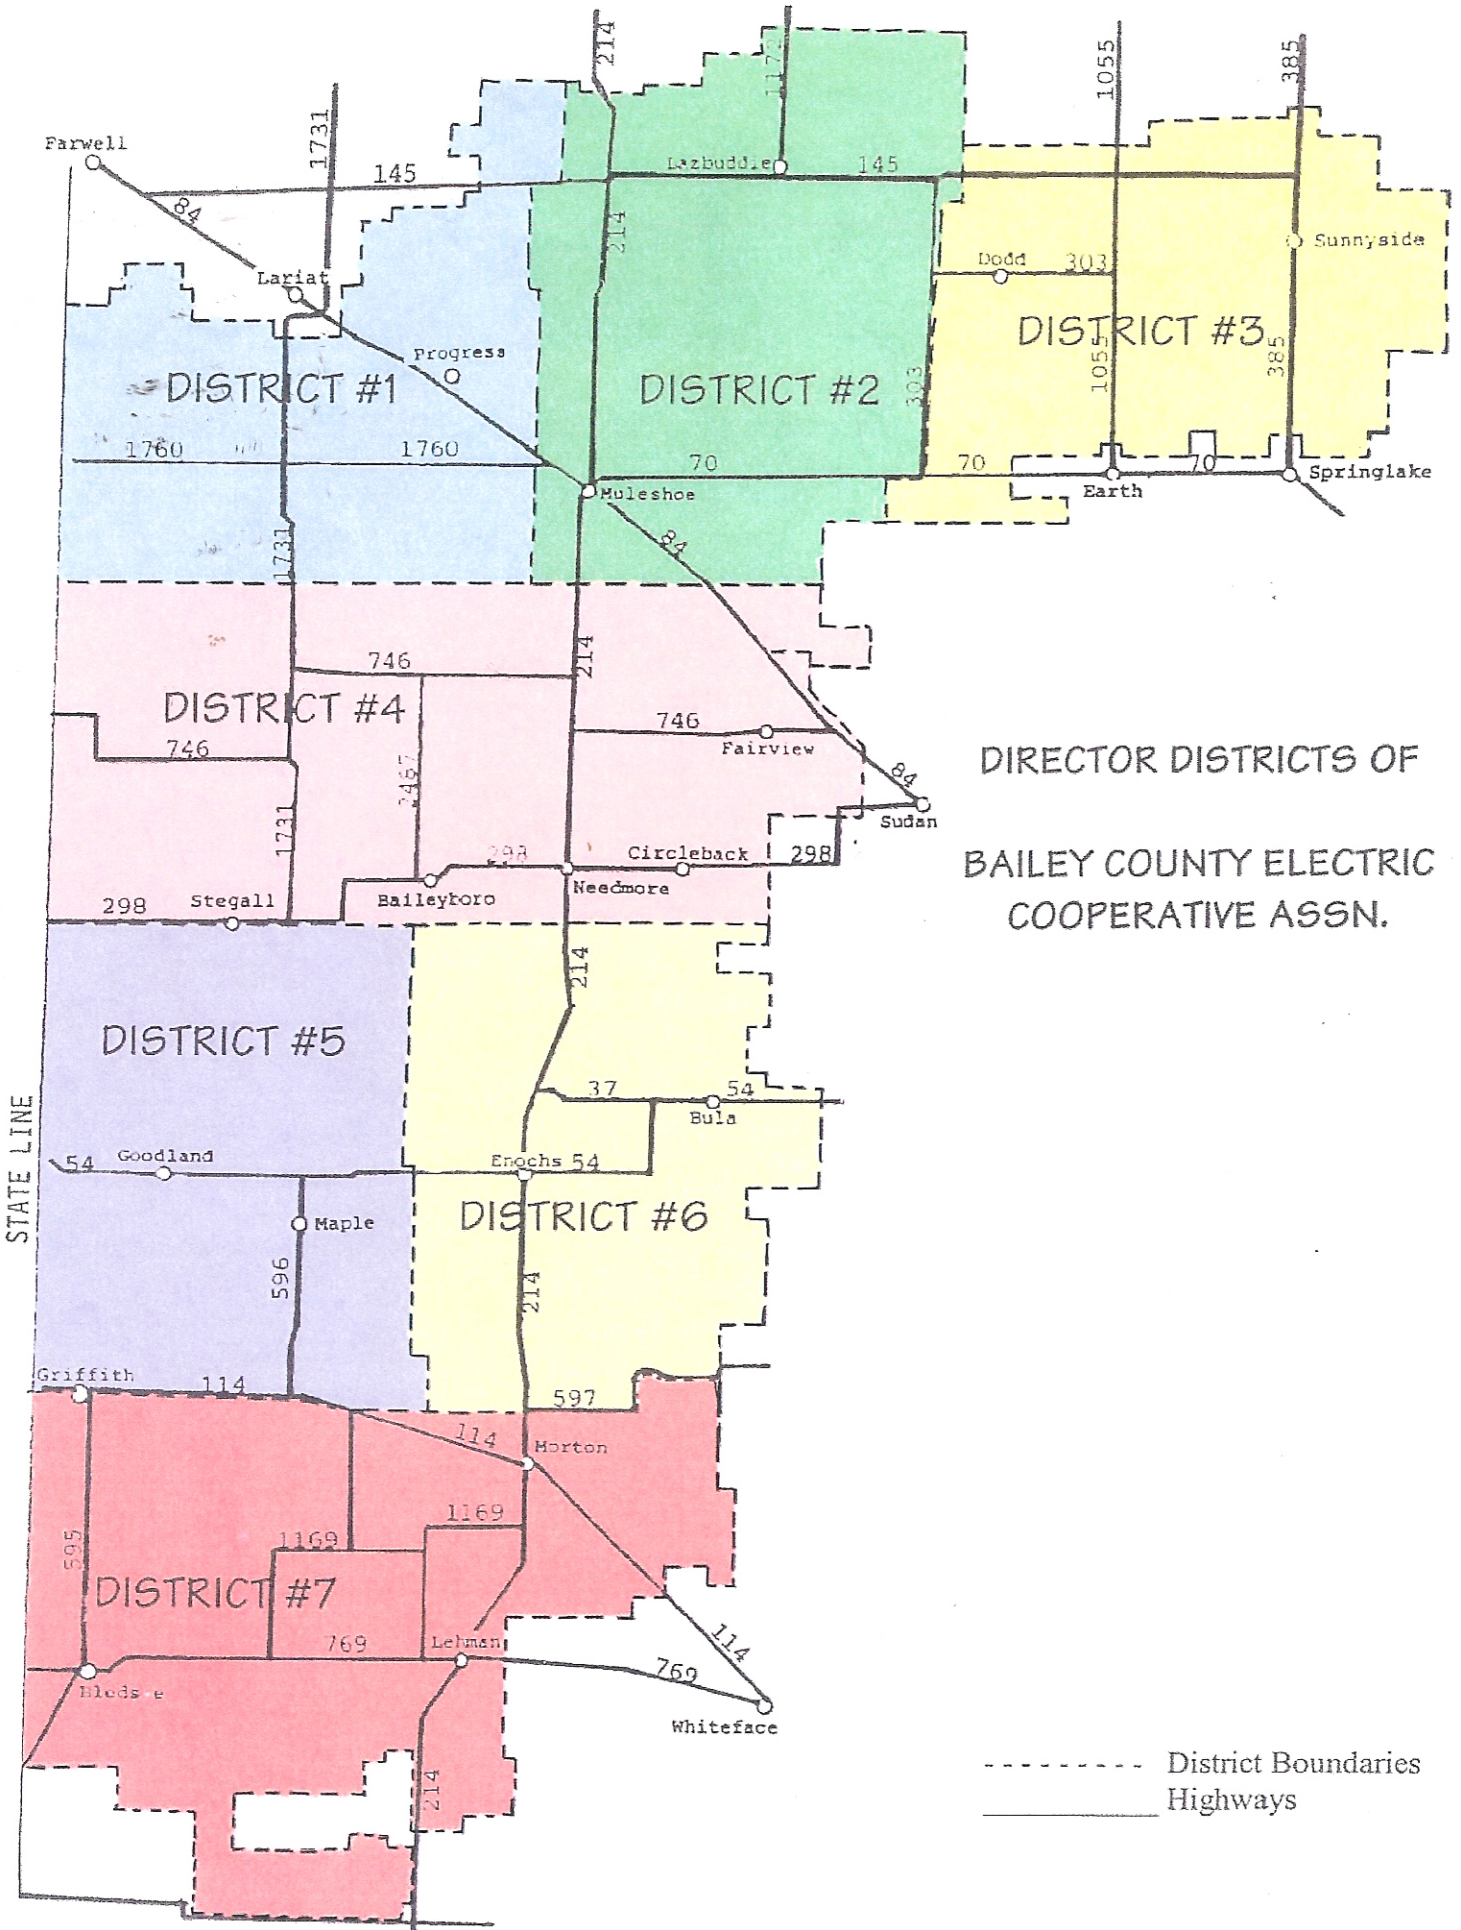 214
1172
1055
385
1731
Farwell
145
Lazbuddie
145
84
214
Sunnyside
Dodd
303
Lariat
DISTRICT #3
1055
385
Progress
DISTRICT #1
DISTRICT #2
303
1760
1760
70
70
70
Springlake
Muleshoe
Earth
84
1731
214
746
DISTRICT #4
746
746
Fairview
DIRECTOR DISTRICTS OF
2467
84
Sudan
1731
298
Circleback
298
BAILEY COUNTY ELECTRIC
Needmore
298
Stegall
Baileyboro
COOPERATIVE ASSN.
214
DISTRICT #5
37
54
Bula
STATE LINE
54
Goodland
Enochs
54
Maple
DISTRICT #6
596
214
Griffith
114
597
114
Morton
1169
1169
595
DISTRICT #7
769
Lehman
114
769
Whiteface
214
District Boundaries
Highways